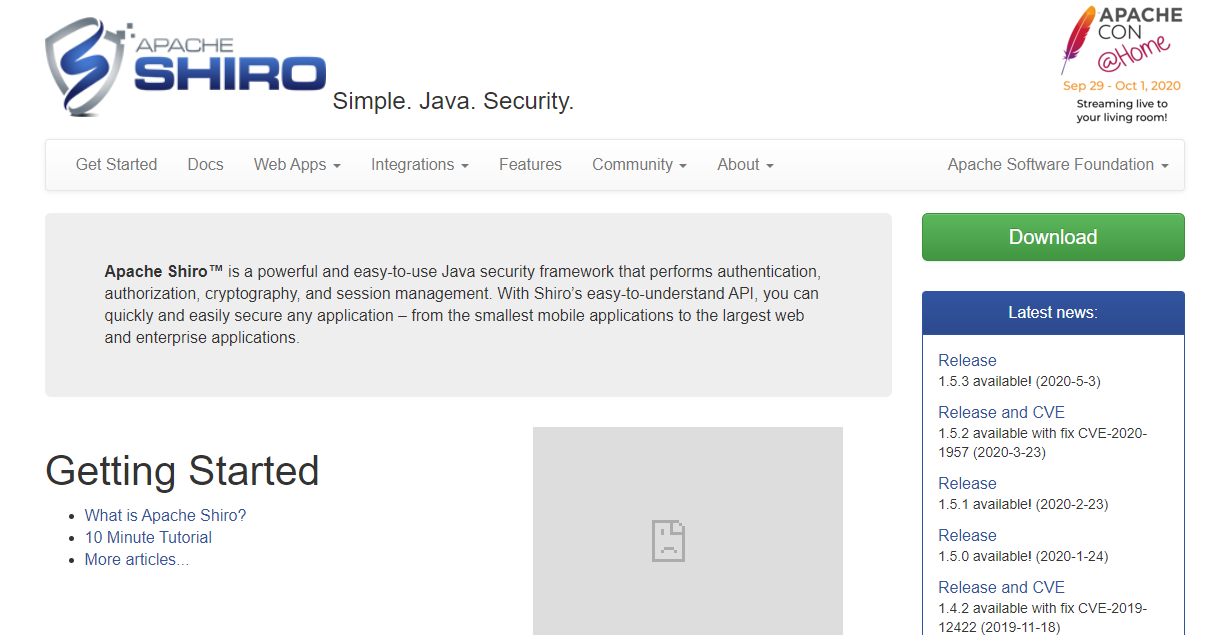 APACHE
SHIRO
Simple. Java. Security.
APACHE
CON
@Home
Sep 29 - Oct 1, 2020
Streaming live to
your living room!
Get Started Docs Web Apps Integrations Features Community About Apache Software Foundation
Apache Shiro™ is a powerful and easy-to-use Java security framework that performs authentication,
authorization, cryptography, and session management. With Shiro’s easy-to-understand API, you can
quickly and easily secure any application – from the smallest mobile applications to the largest web
and enterprise applications.
Getting Started
What is Apache Shiro?
10 Minute Tutorial
More articles...
Download
Latest news:
Release
1.5.3 available! (2020-5-3)
Release and CVE
1.5.2 available with fix CVE-2020-
1957 (2020-3-23)
Release
1.5.1 available! (2020-2-23)
Release
1.5.0 available! (2020-1-24)
Release and CVE
1.4.2 available with fix CVE-2019-
12422 (2019-11-18)